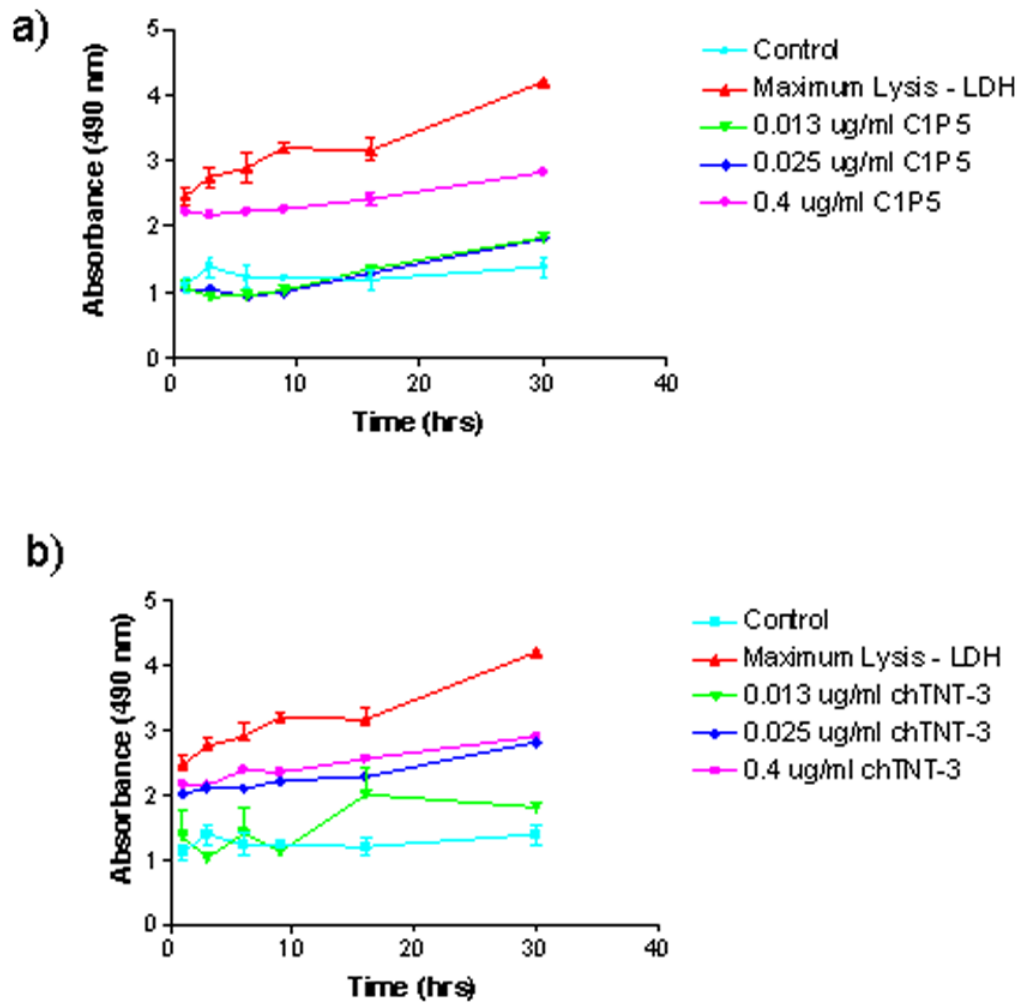 a)
Absorbance (490 nm)
5
4
3
2
1
0
0 10 20 30 40
Time (hrs)
Control
Maximum Lysis - LDH
0.013 ug/ml C1P5
0.025 ug/ml C1P5
0.4 ug/ml C1P5
b)
Absorbance (490 nm)
5
4
3
2
1
0
0 10 20 30 40
Time (hrs)
Control
Maximum Lysis - LDH
0.013 ug/ml chTNT-3
0.025 ug/ml chTNT-3
0.4 ug/ml chTNT-3